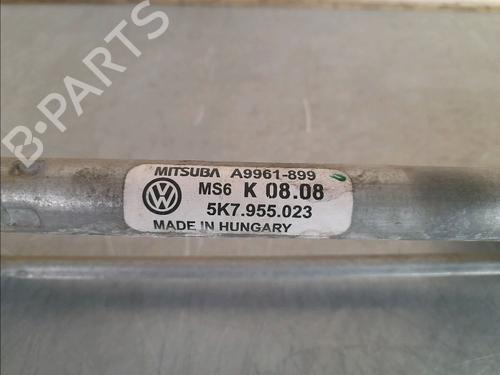 B-PARTS
MITSUBA A9961-899
MS6 K 08.08
5K7.955.023
MADE IN HUNGARY